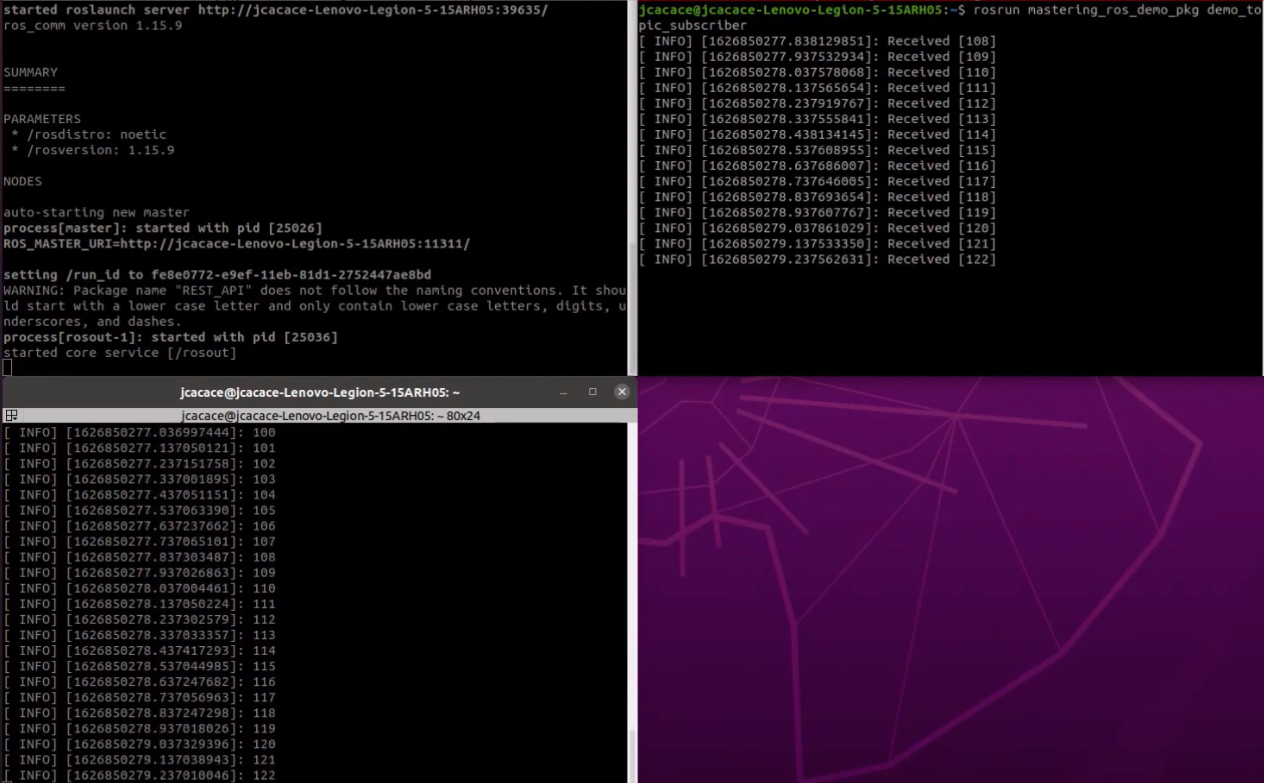 started roslaunch server http://jcacace-Lenovo-Legion-5-15ARH05:39635/
ros_comm version 1.15.9
SUMMARY
========
PARAMETERS
* /rosdistro: noetic
* /rosversion: 1.15.9
NODES
auto-starting new master
process[master]: started with pid [25026]
ROS_MASTER_URI=http://jcacace-Lenovo-Legion-5-15ARH05:11311/
setting /run_id to fe8e0772-e9ef-11eb-81d1-2752447ae8bd
WARNING: Package name "REST_API" does not follow the naming conventions. It shou
ld start with a lower case letter and only contain lower case letters, digits, u
nderscores, and dashes.
process[rosout-1]: started with pid [25036]
started core service [/rosout]
jcacace@jcacace-Lenovo-Legion-5-15ARH05:~$ rosrun mastering_ros_demo_pkg demo_to
pic_subscriber
[ INFO] [1626850277.838129851]: Received [108]
[ INFO] [1626850277.937532934]: Received [109]
[ INFO] [1626850278.037578068]: Received [110]
[ INFO] [1626850278.137565654]: Received [111]
[ INFO] [1626850278.237919767]: Received [112]
[ INFO] [1626850278.337555841]: Received [113]
[ INFO] [1626850278.438134145]: Received [114]
[ INFO] [1626850278.537608955]: Received [115]
[ INFO] [1626850278.637686007]: Received [116]
[ INFO] [1626850278.737646005]: Received [117]
[ INFO] [1626850278.837693654]: Received [118]
[ INFO] [1626850278.937607767]: Received [119]
[ INFO] [1626850279.037861029]: Received [120]
[ INFO] [1626850279.137533350]: Received [121]
[ INFO] [1626850279.237562631]: Received [122]
jcacace@jcacace-Lenovo-Legion-5-15ARH05: ~
jcacace@jcacace-Lenovo-Legion-5-15ARH05: ~ 80x24
[ INFO] [1626850277.036997444]: 100
[ INFO] [1626850277.137050121]: 101
[ INFO] [1626850277.237151758]: 102
[ INFO] [1626850277.337001895]: 103
[ INFO] [1626850277.437051151]: 104
[ INFO] [1626850277.537063390]: 105
[ INFO] [1626850277.637237662]: 106
[ INFO] [1626850277.737065101]: 107
[ INFO] [1626850277.837303487]: 108
[ INFO] [1626850277.937026863]: 109
[ INFO] [1626850278.037004461]: 110
[ INFO] [1626850278.137050224]: 111
[ INFO] [1626850278.237302579]: 112
[ INFO] [1626850278.337033357]: 113
[ INFO] [1626850278.437417293]: 114
[ INFO] [1626850278.537044985]: 115
[ INFO] [1626850278.637247682]: 116
[ INFO] [1626850278.737056963]: 117
[ INFO] [1626850278.837247298]: 118
[ INFO] [1626850278.937018026]: 119
[ INFO] [1626850279.037329396]: 120
[ INFO] [1626850279.137038943]: 121
[ INFO] [1626850279.237010046]: 122